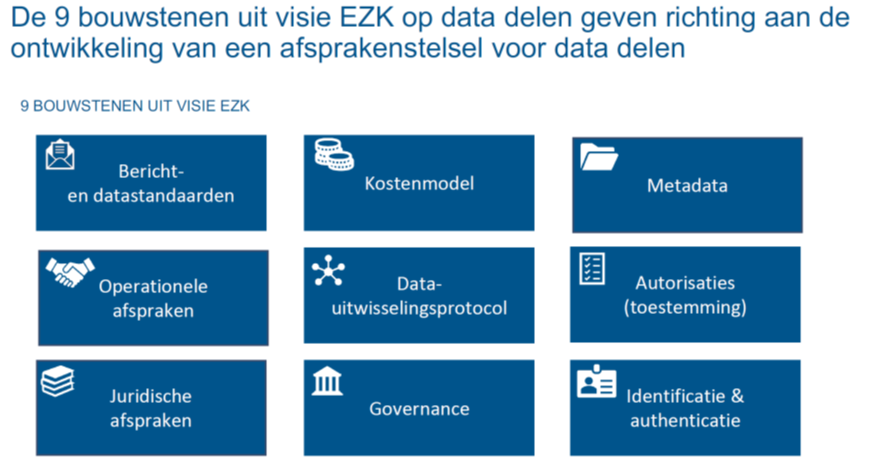 De 9 bouwstenen uit visie EZK op data delen geven richting aan de
ontwikkeling van een afsprakenstelsel voor data delen
9 BOUWSTENEN UIT VISIE EZK
Bericht-
en datastandaarden
Kostenmodel
Metadata
Operationele
afspraken
Data-
uitwisselingsprotocol
Autorisaties
(toestemming)
Juridische
afspraken
Governance
Identificatie &
authenticatie